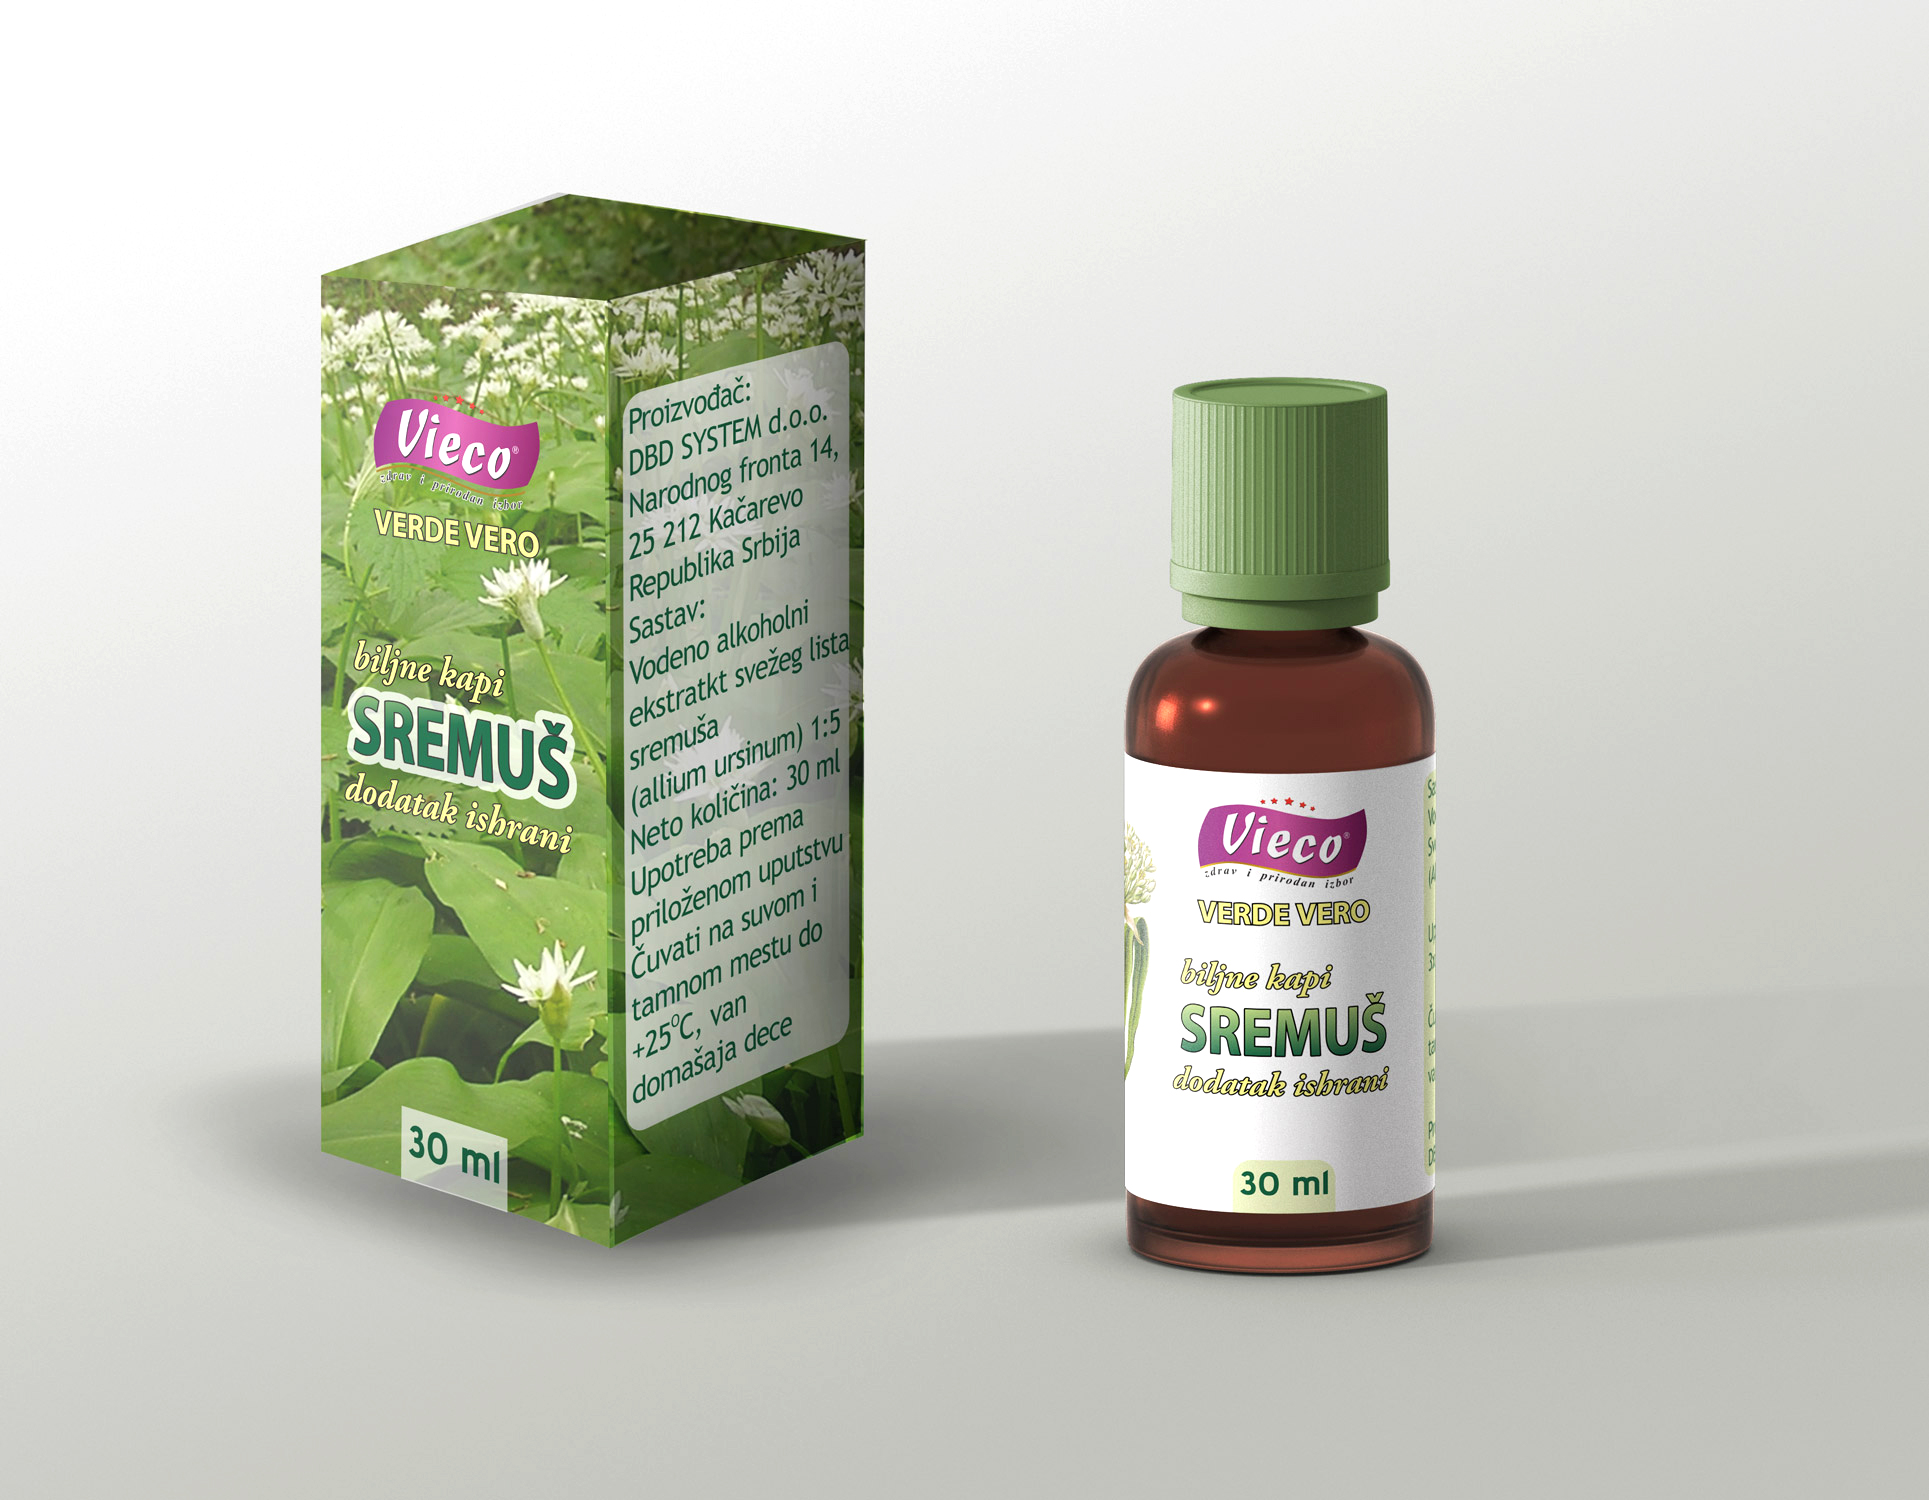 Vieco®
zdrav i prirodan izbor
VERDE VERO
biljne kapi
SREMUŠ
dodatak ishrani
30 ml
Proizvođač:
DBD SYSTEM d.o.o.
Narodnog fronta 14,
25 212 Kačarevo
Republika Srbija
Sastav:
Vodeno alkoholni
ekstratkt svežeg lista
sremuša
(allium ursinum) 1:5
Neto količina: 30 ml
Upotreba prema
priloženom uputstvu
Čuvati na suvom i
tamnom mestu do
+25°C, van
domašaja dece
Vieco®
zdrav i prirodan izbor
VERDE VERO
biljne kapi
SREMUŠ
dodatak ishrani
30 ml